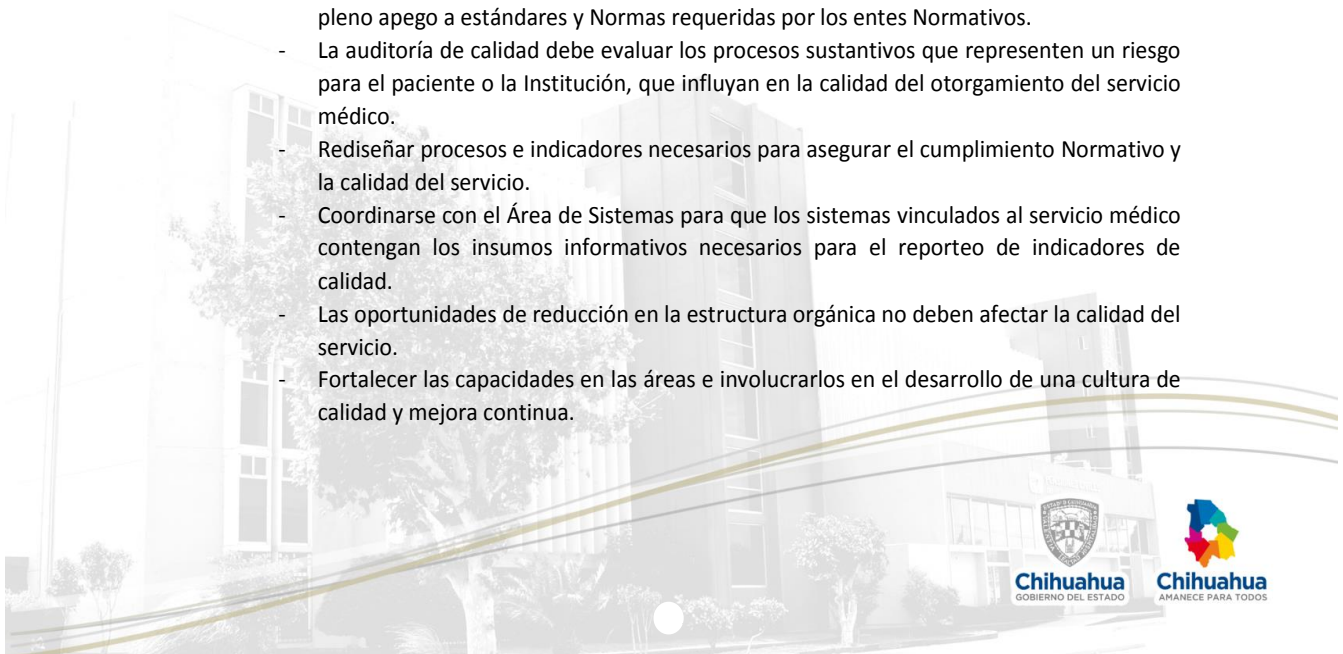 pleno apego a estándares y Normas requeridas por los entes Normativos.
- La auditoría de calidad debe evaluar los procesos sustantivos que representen un riesgo
para el paciente o la Institución, que influyan en la calidad del otorgamiento del servicio
médico.
- Rediseñar procesos e indicadores necesarios para asegurar el cumplimiento Normativo y
la calidad del servicio.
- Coordinarse con el Área de Sistemas para que los sistemas vinculados al servicio médico
contengan los insumos informativos necesarios para el reporteo de indicadores de
calidad.
- Las oportunidades de reducción en la estructura orgánica no deben afectar la calidad del
servicio.
- Fortalecer las capacidades en las áreas e involucrarlos en el desarrollo de una cultura de
calidad y mejora continua.
Chihuahua
GOBIERNO DEL ESTADO
Chihuahua
AMANECE PARA TODOS